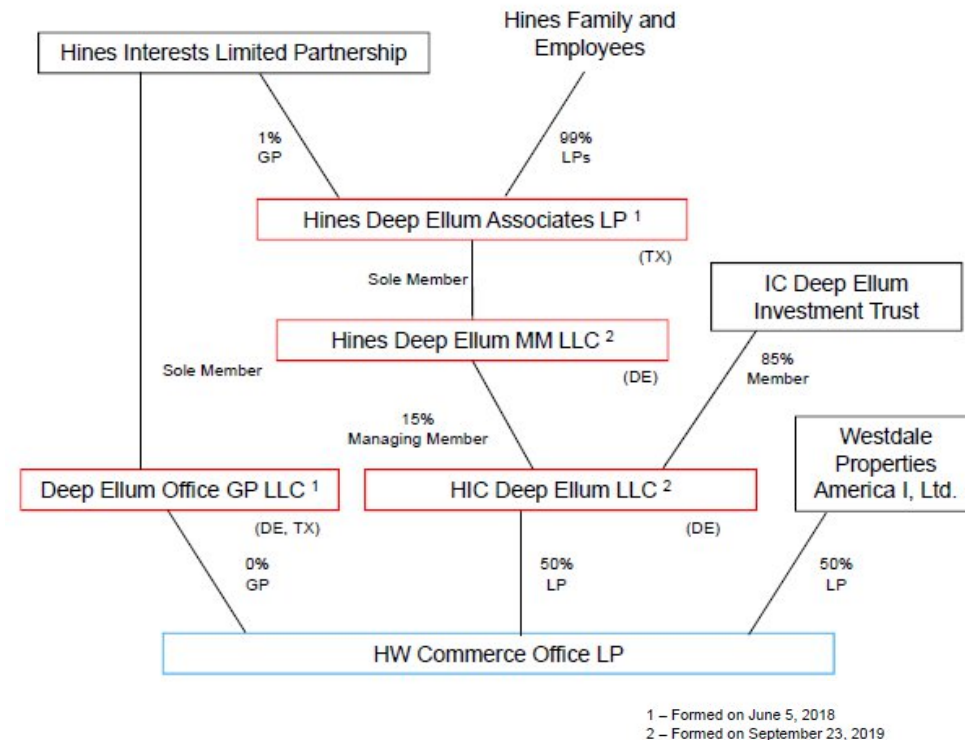 Hines Family and
Employees
Hines Interests Limited Partnership
1%
GP
99%
LPs
Hines Deep Ellum Associates LP 1
(TX)
Sole Member
IC Deep Ellum
Investment Trust
Hines Deep Ellum MM LLC 2
(DE)
Sole Member
85%
Member
15%
Managing Member
Westdale
Properties
America I, Ltd.
Deep Ellum Office GP LLC 1
(DE, TX)
HIC Deep Ellum LLC 2
(DE)
0%
GP
50%
LP
50%
LP
HW Commerce Office LP
1 – Formed on June 5, 2018
2 – Formed on September 23, 2019